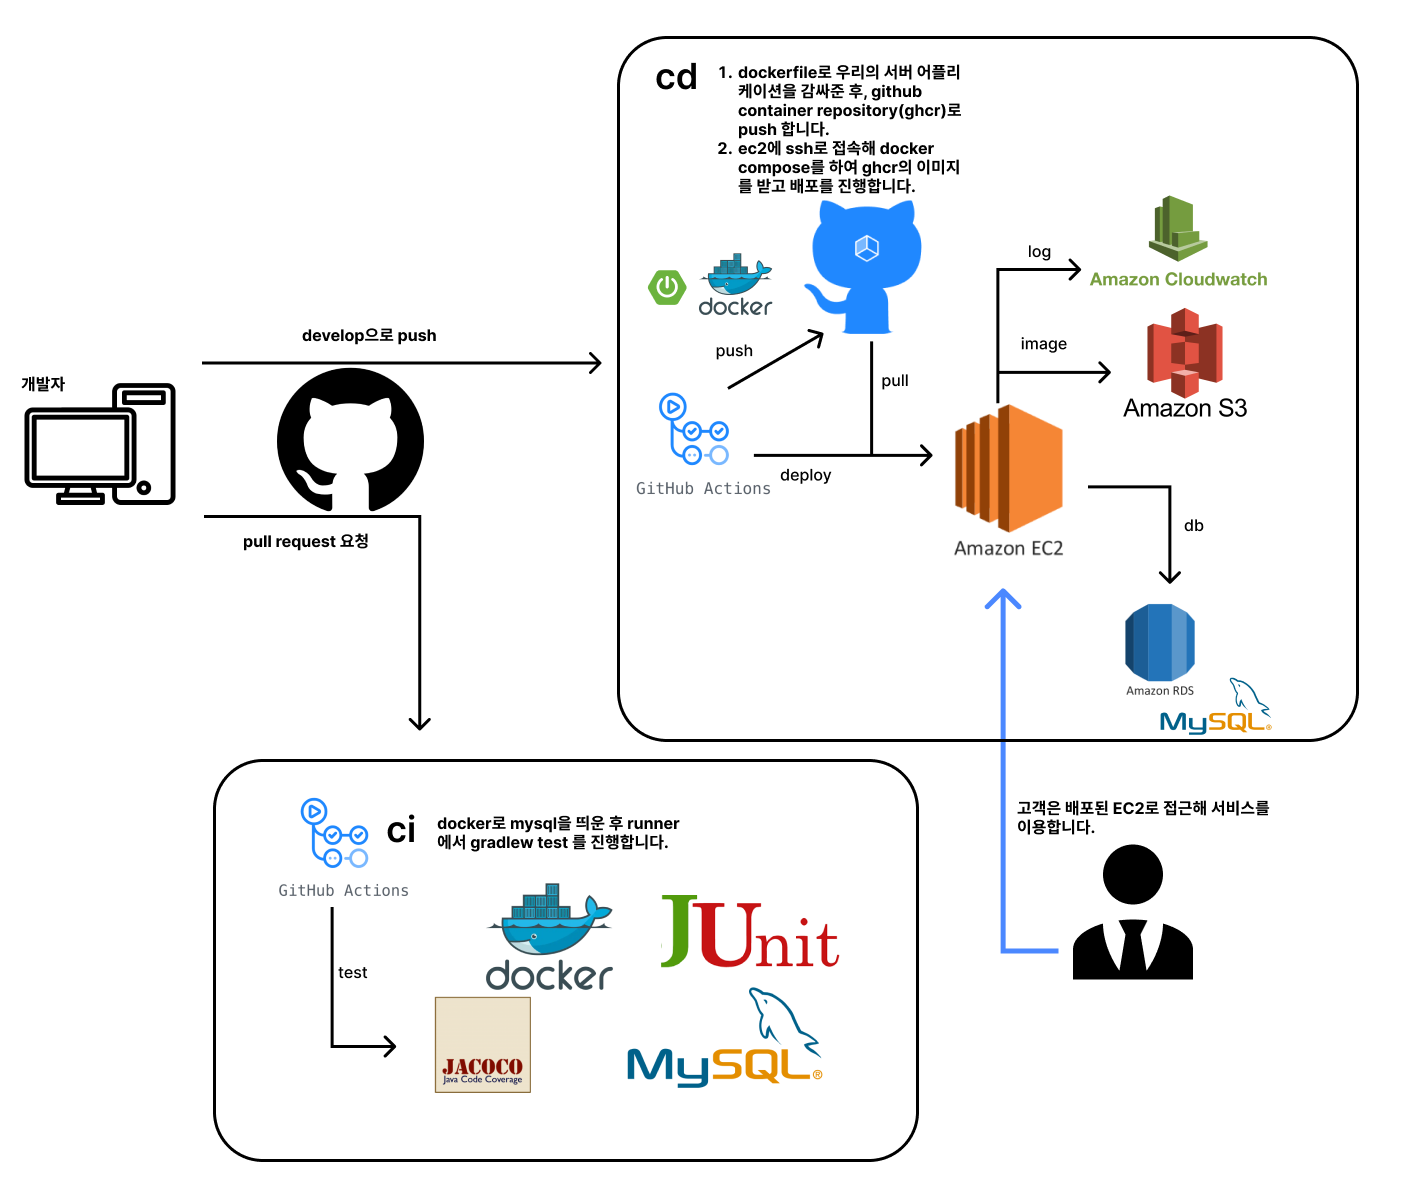 cd
1. dockerfile로 우리의 서버 어플리
케이션을 감싸준 후, github
container repository(ghcr)로
push 합니다.
2. ec2에 ssh로 접속해 docker
compose를 하여 ghcr의 이미지
를 받고 배포를 진행합니다.
log
Amazon Cloudwatch
docker
develop으로 push
push
image
개발자
pull
Amazon S3
GitHub Actions
deploy
pull request 요청
Amazon EC2
db
Amazon RDS
MySQL®
고객은 배포된 EC2로 접근해 서비스를
이용합니다.
ci
docker로 mysql을 띄운 후 runner
에서 gradlew test 를 진행합니다.
GitHub Actions
docker
JUnit
test
JACOCO
Java Code Coverage
MySQL®